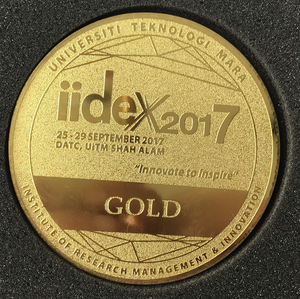 UNIVERSITI TEKNOLOGI MARA
iidex2017
25 - 29 SEPTEMBER 2017
DATC, UiTM SHAH ALAM
"Innovate to Inspire"
GOLD
INSTITUTE OF RESEARCH MANAGEMENT & INNOVATION